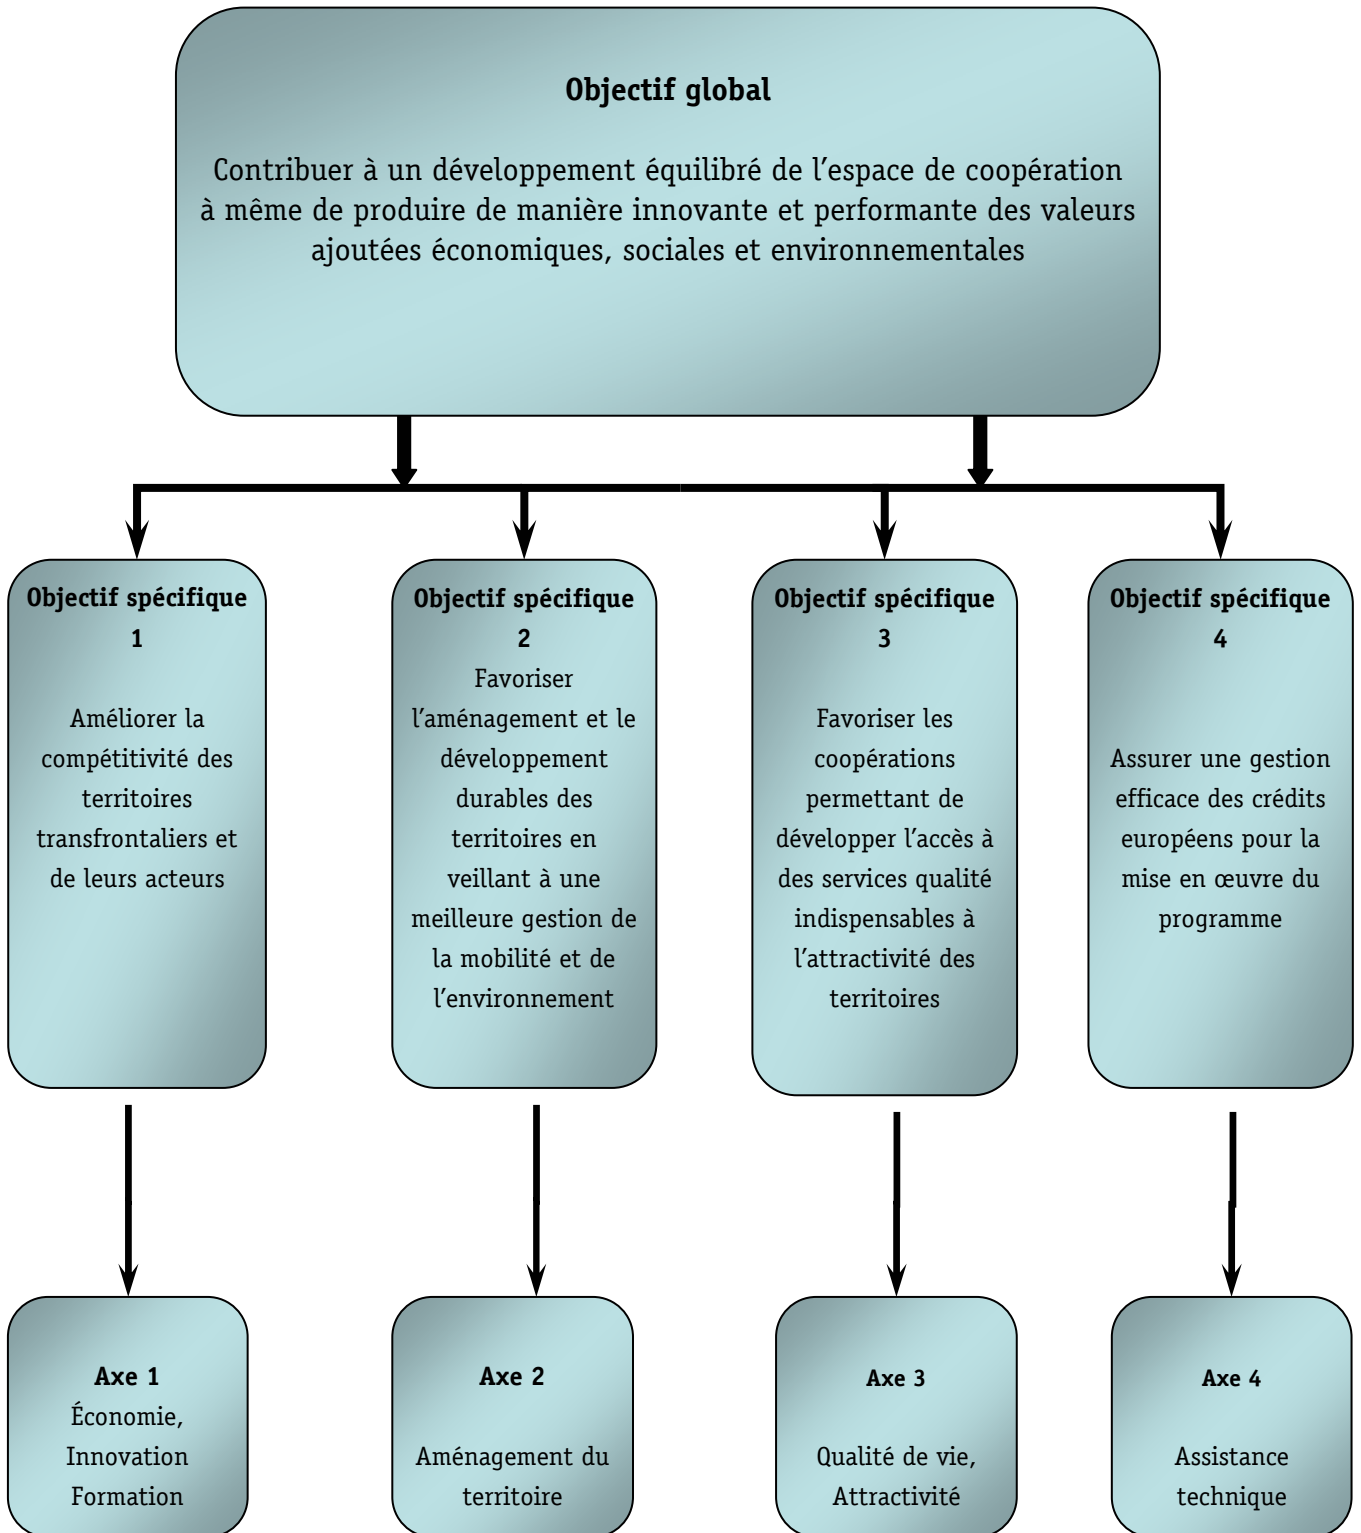 Objectif global
Contribuer à un développement équilibré de l’espace de coopération
à même de produire de manière innovante et performante des valeurs
ajoutées économiques, sociales et environnementales
Objectif spécifique
1
Améliorer la
compétitivité des
territoires
transfrontaliers et
de leurs acteurs
Objectif spécifique
2
Favoriser
l’aménagement et le
développement
durables des
territoires en
veillant à une
meilleure gestion de
la mobilité et de
l’environnement
Objectif spécifique
3
Favoriser les
coopérations
permettant de
développer l’accès à
des services qualité
indispensables à
l’attractivité des
territoires
Objectif spécifique
4
Assurer une gestion
efficace des crédits
européens pour la
mise en œuvre du
programme
Axe 1
Économie,
Innovation
Formation
Axe 2
Aménagement du
territoire
Axe 3
Qualité de vie,
Attractivité
Axe 4
Assistance
technique